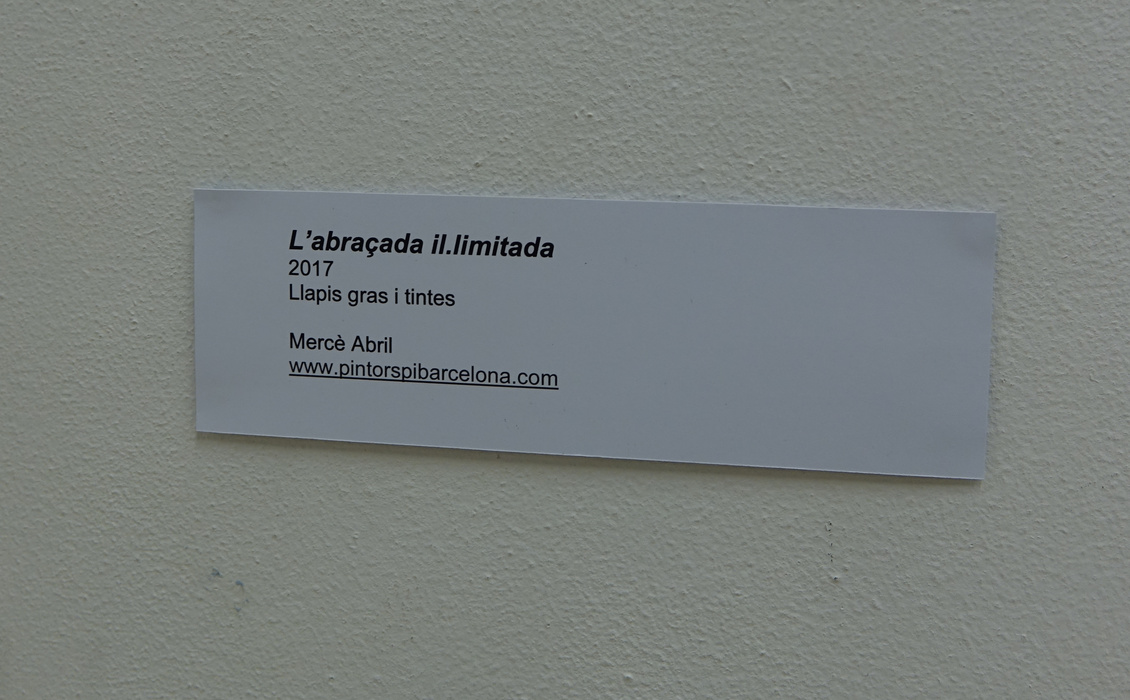 L’abraçada il.limitada
2017
Llapis gras i tintes
Mercè Abril
www.pintorspibarcelona.com